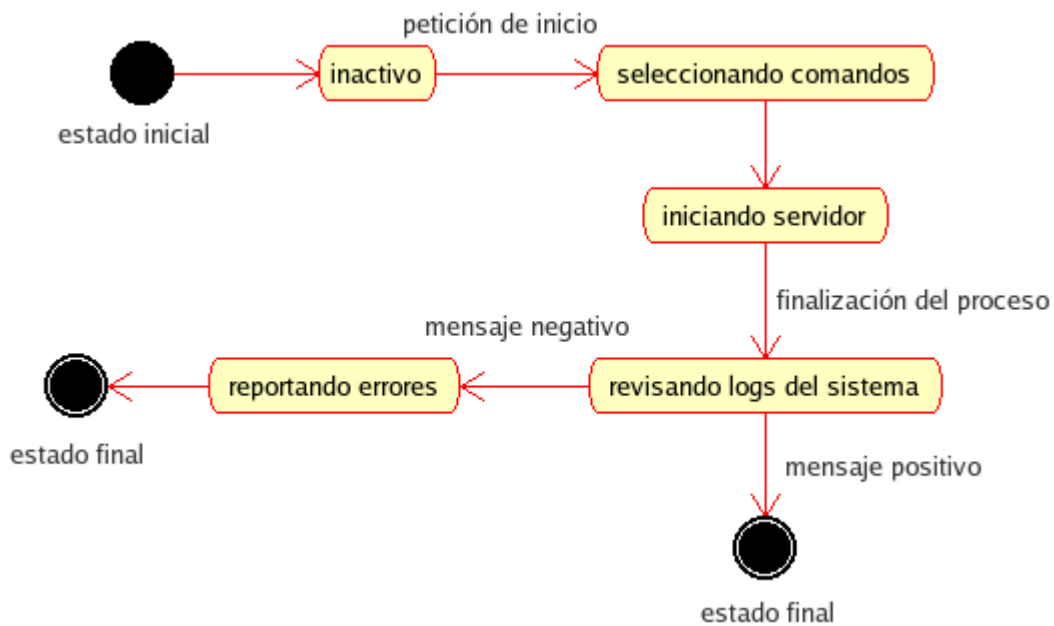 petición de inicio
inactivo
seleccionando comandos
estado inicial
iniciando servidor
finalización del proceso
mensaje negativo
reportando errores
revisando logs del sistema
estado final
mensaje positivo
estado final